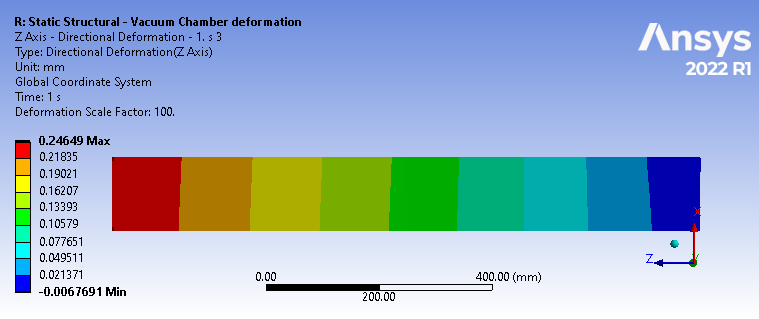 R: Static Structural - Vacuum Chamber deformation
Z Axis - Directional Deformation - 1. s 3
Type: Directional Deformation(Z Axis)
Unit: mm
Global Coordinate System
Time: 1 s
Deformation Scale Factor: 100.
Ansys
2022 R1
0.24649 Max
0.21835
0.19021
0.16207
0.13393
0.10579
0.077651
0.049511
0.021371
-0.0067691 Min
X
Z
Y
0.00
400.00 (mm)
200.00